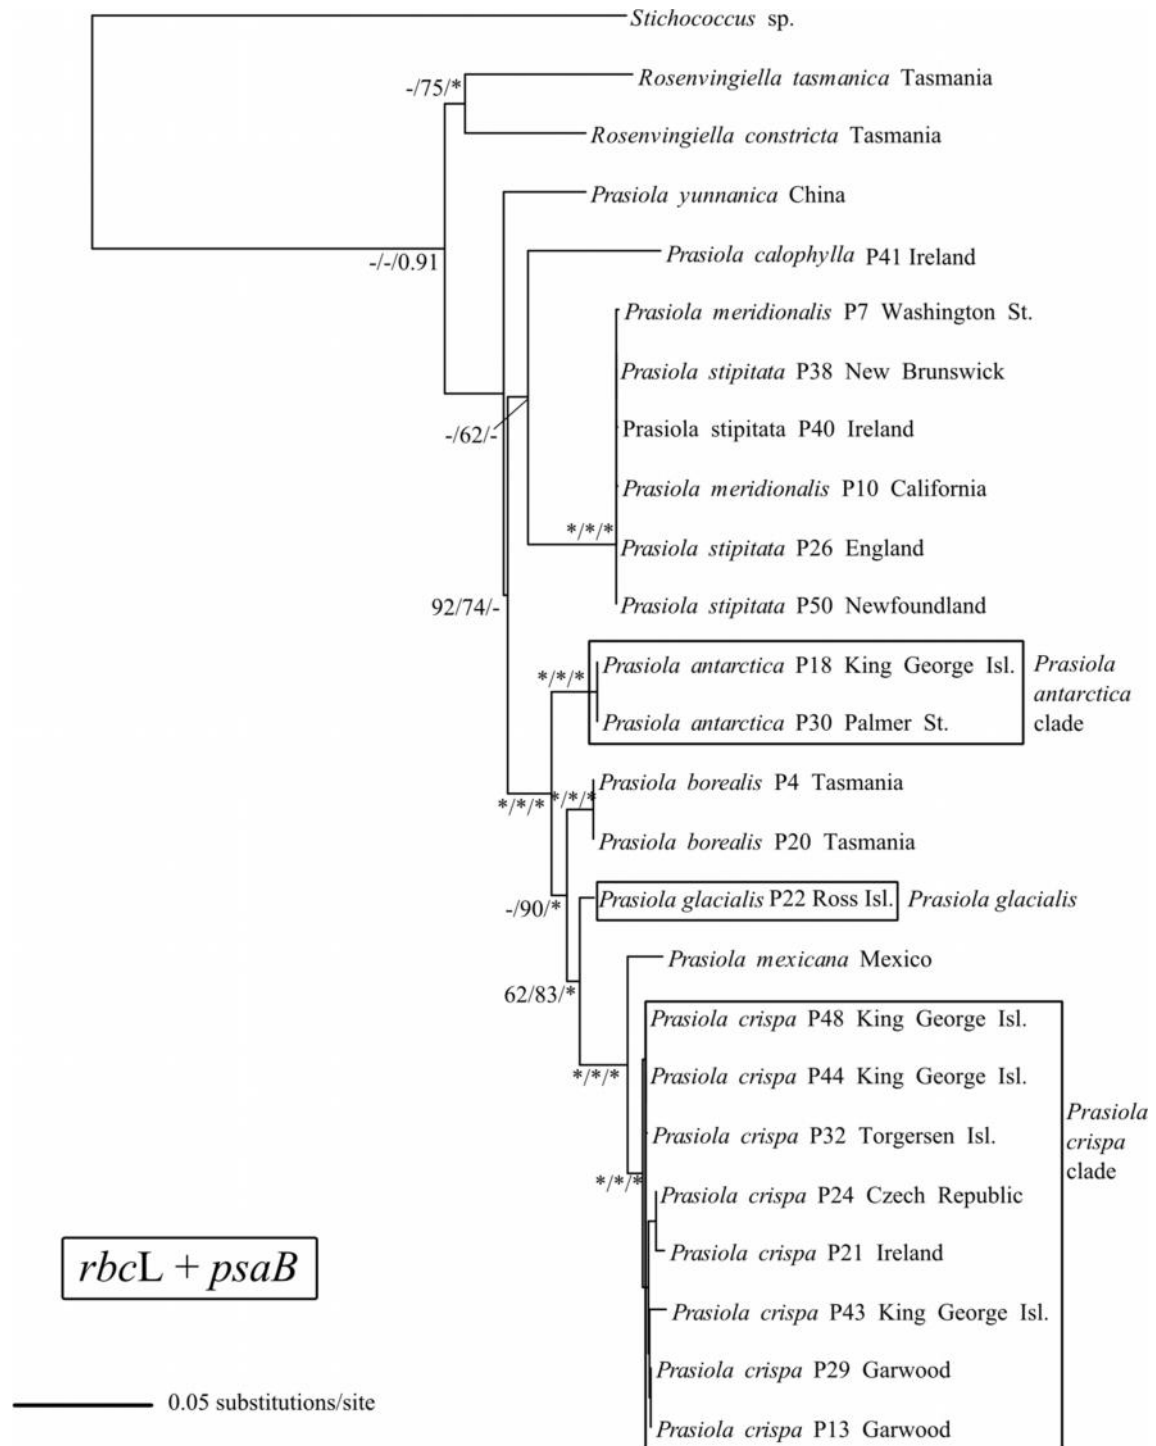 Stichococcus sp.
Rosenvingiella tasmanica Tasmania
-/75/*
Rosenvingiella constricta Tasmania
Prasiola yunnanica China
Prasiola calophylla P41 Ireland
-/-/0.91
Prasiola meridionalis P7 Washington St.
Prasiola stipitata P38 New Brunswick
Prasiola stipitata P40 Ireland
-/62/-
Prasiola meridionalis P10 California
*/*/*
Prasiola stipitata P26 England
Prasiola stipitata P50 Newfoundland
92/74/-
Prasiola antarctica P18 King George Isl.
*/*/*
Prasiola antarctica P30 Palmer St.
Prasiola
antarctica
clade
Prasiola borealis P4 Tasmania
*/*/* */*/*
Prasiola borealis P20 Tasmania
Prasiola glacialis P22 Ross Isl. Prasiola glacialis
-/90/*
Prasiola mexicana Mexico
62/83/*
Prasiola crispa P48 King George Isl.
*/*/*
Prasiola crispa P44 King George Isl.
Prasiola crispa P32 Torgersen Isl.
*/*/*
Prasiola crispa P24 Czech Republic
Prasiola crispa P21 Ireland
Prasiola crispa P43 King George Isl.
Prasiola crispa P29 Garwood
Prasiola crispa P13 Garwood
Prasiola
crispa
clade
rbcL + psaB
0.05 substitutions/site